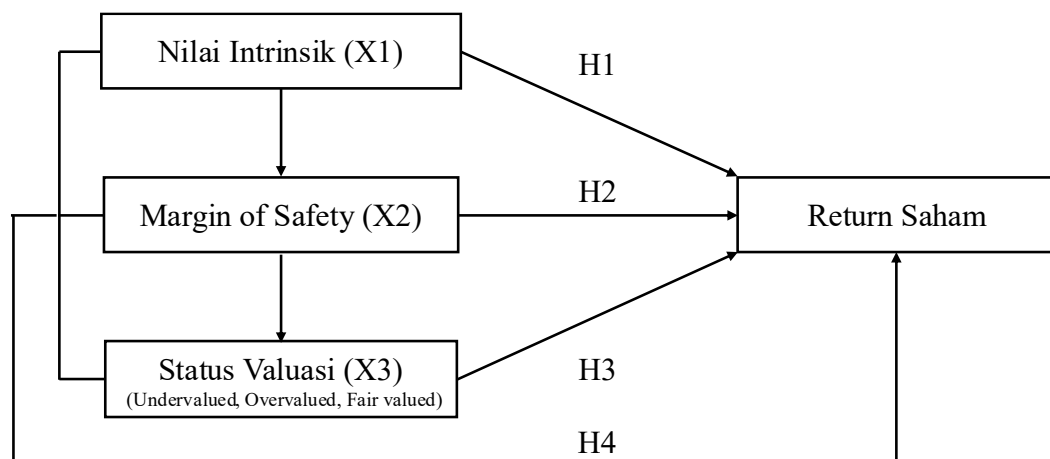 Nilai Intrinsik (X1)
H1
Margin of Safety (X2)
H2
Return Saham
Status Valuasi (X3)
(Undervalued, Overvalued, Fair valued)
H3
H4